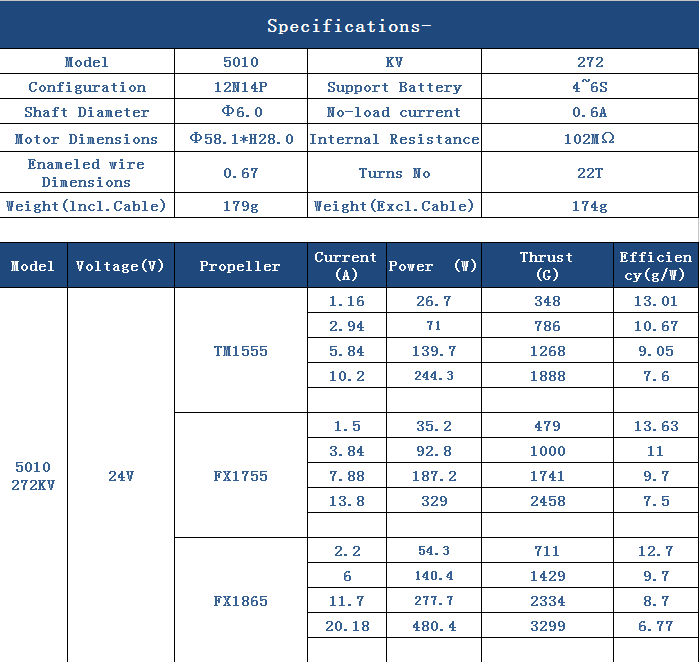 Specifications-
Model 5010 KV 272
Configuration 12N14P Support Battery 4~6S
Shaft Diameter Φ6.0 No-load current 0.6A
Motor Dimensions Φ58.1*H28.0 Internal Resistance 102MΩ
Enameled wire
Dimensions 0.67 Turns No 22T
Weight(Incl.Cable) 179g Weight(Excl.Cable) 174g
Model Voltage(V) Propeller Current
(A) Power (W) Thrust
(G) Efficien
cy(g/W)
5010
272KV 24V
TM1555
1.16 26.7 348 13.01
2.94 71 786 10.67
5.84 139.7 1268 9.05
10.2 244.3 1888 7.6
FX1755
1.5 35.2 479 13.63
3.84 92.8 1000 11
7.88 187.2 1741 9.7
13.8 329 2458 7.5
FX1865
2.2 54.3 711 12.7
6 140.4 1429 9.7
11.7 277.7 2334 8.7
20.18 480.4 3299 6.77